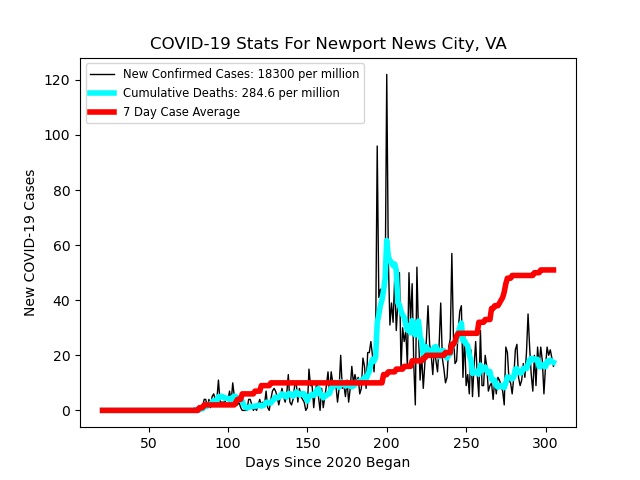 COVID-19 Stats For Newport News City, VA
New Confirmed Cases: 18300 per million
Cumulative Deaths: 284.6 per million
7 Day Case Average
120
100
80
60
40
20
0
New COVID-19 Cases
50 100 150 200 250 300
Days Since 2020 Began